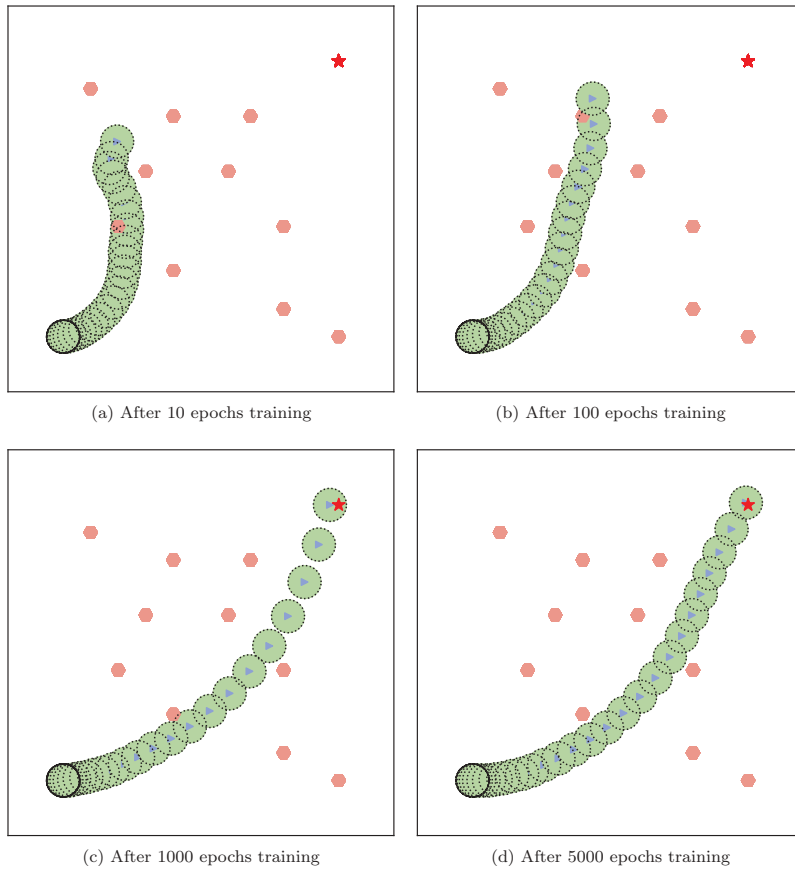 (a) After 10 epochs training
(b) After 100 epochs training
(c) After 1000 epochs training
(d) After 5000 epochs training